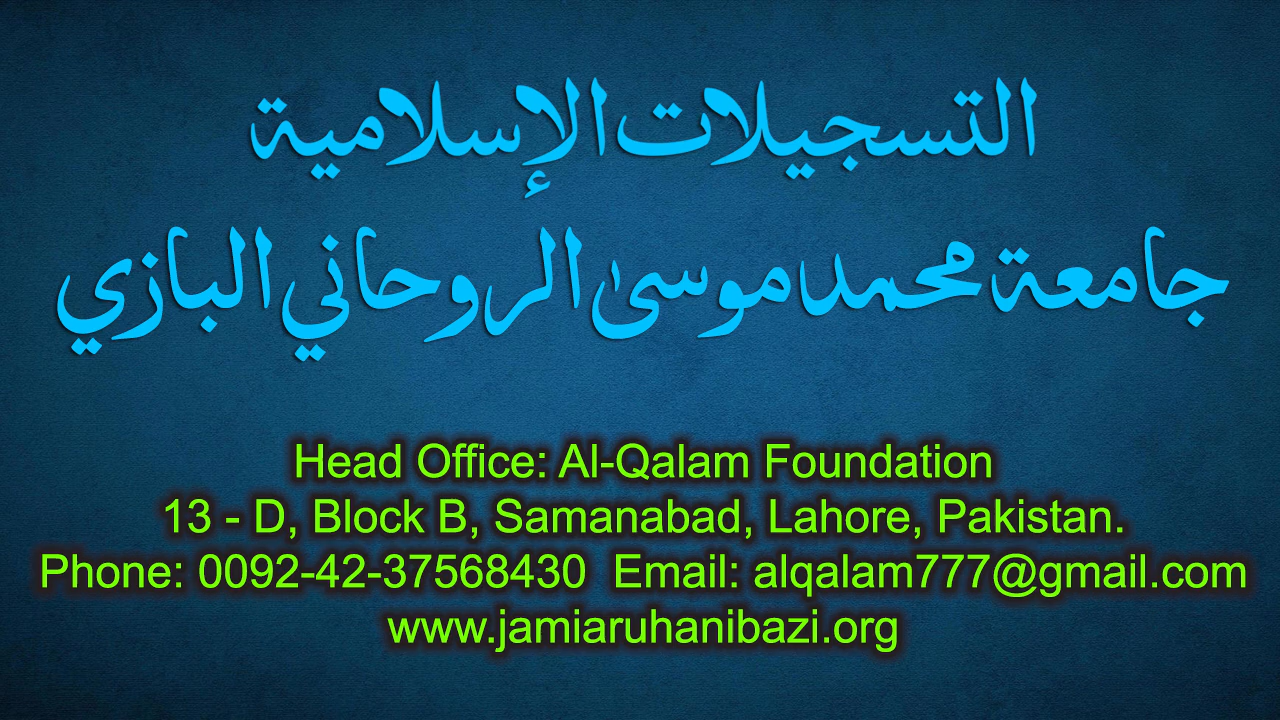 التسجيلات الإسلامية
جامعة محمد موسىٰ الروحاني البازي
Head Office: Al-Qalam Foundation
13 - D, Block B, Samanabad, Lahore, Pakistan.
Phone: 0092-42-37568430  Email: alqalam777@gmail.com
www.jamiaruhanibazi.org